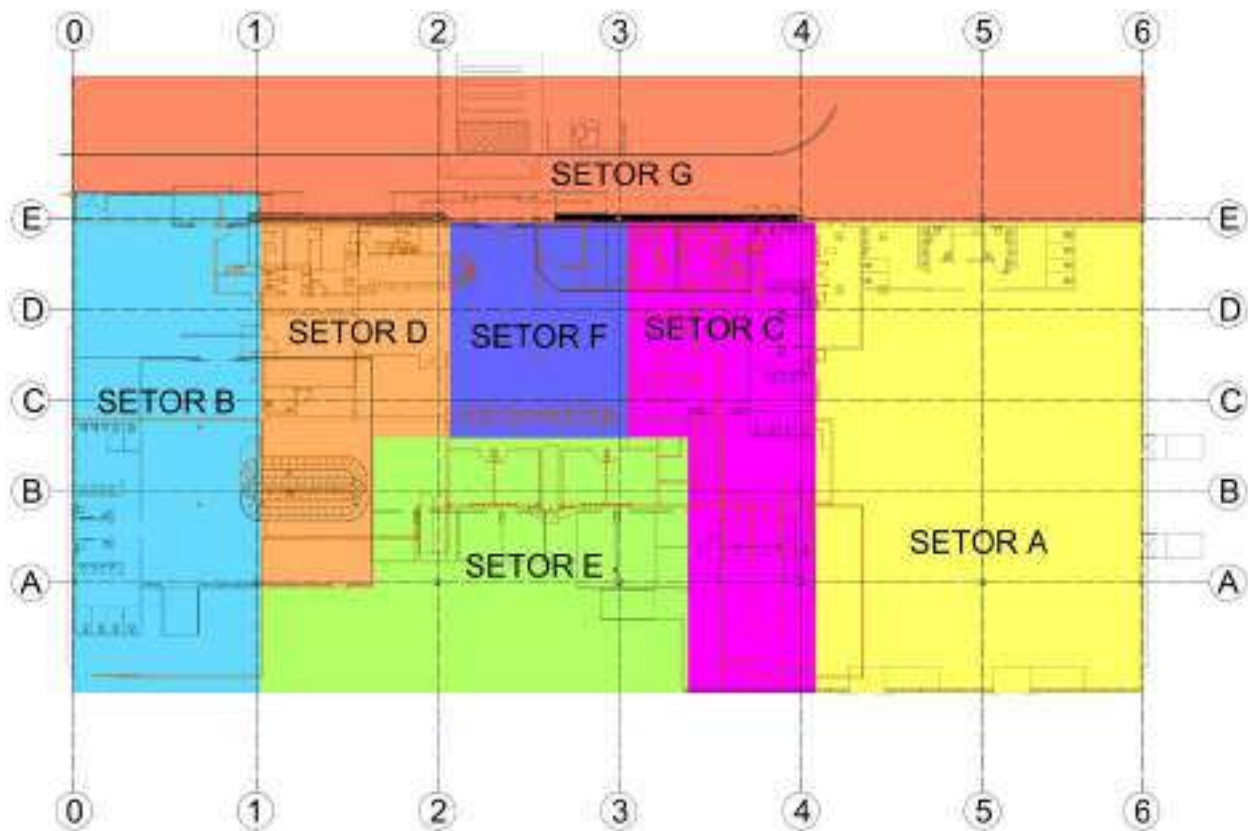 0 1 2 3 4 5 6
SETOR G
E E
D D
SETOR D SETOR F SETOR C
C C
SETOR B
B B
SETOR A
SETOR E
A A
0 1 2 3 4 5 6